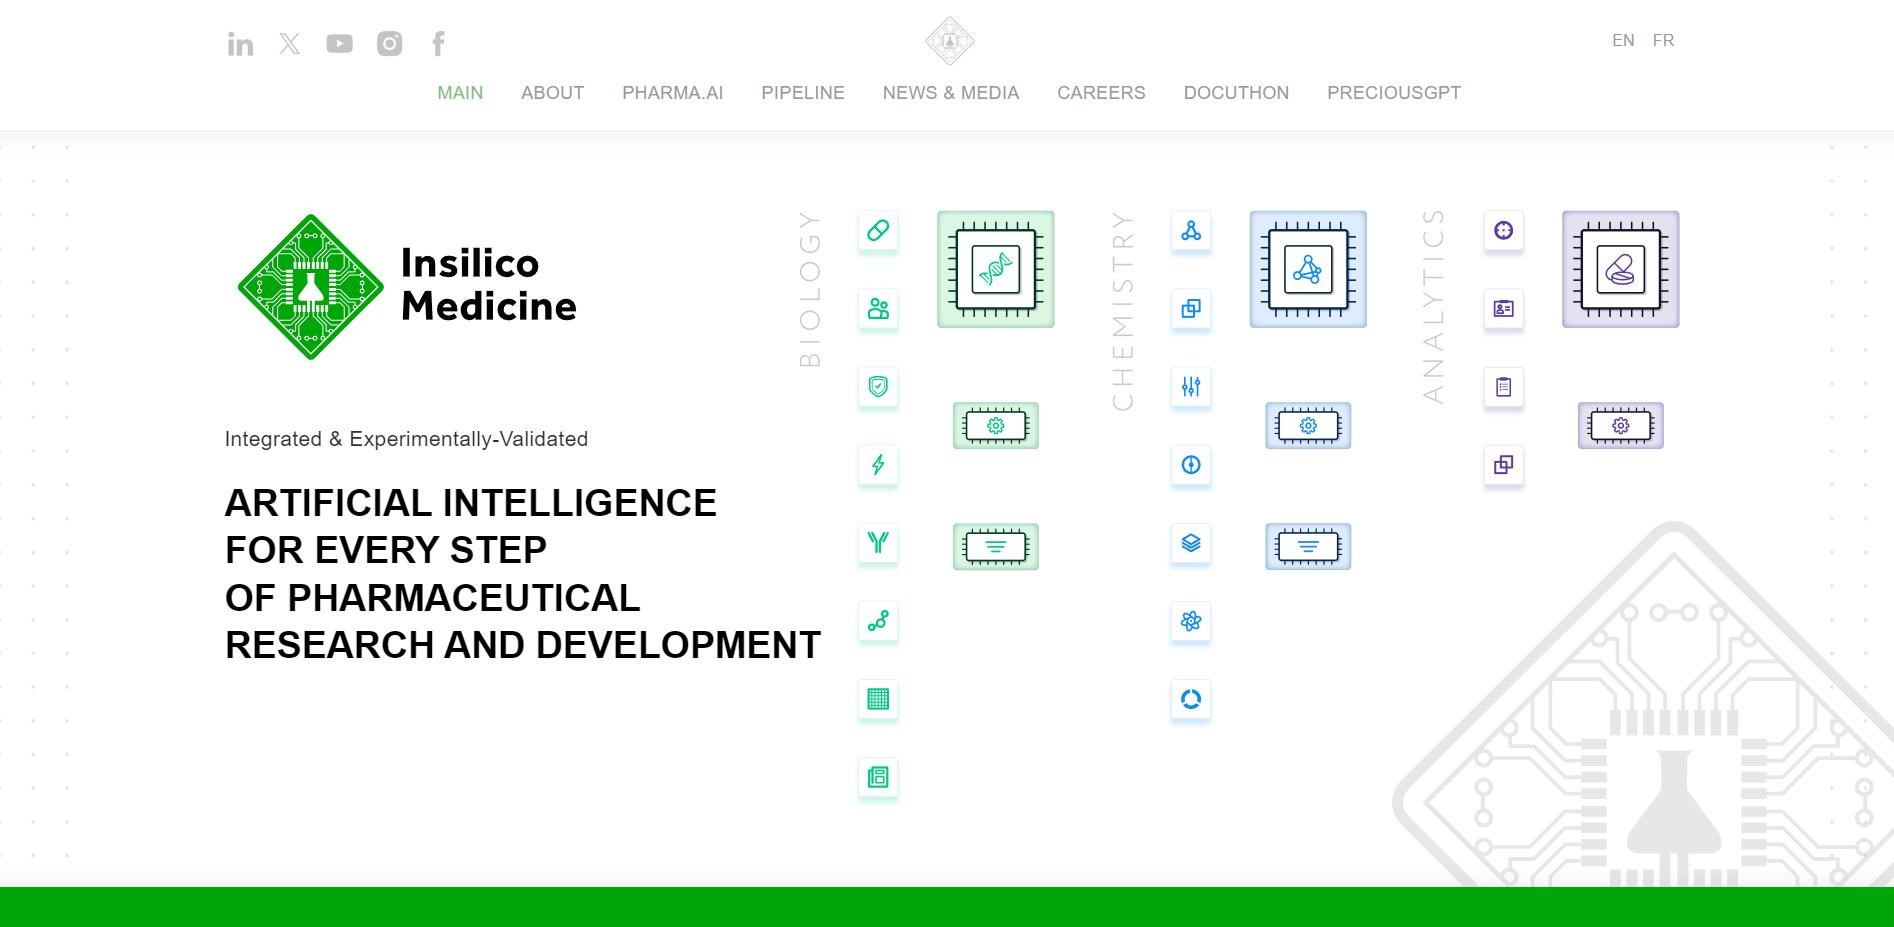 EN FR
MAIN ABOUT PHARMA.AI PIPELINE NEWS & MEDIA CAREERS DOCUTHON PRECIOUSGPT
Insilico
Medicine
Integrated & Experimentally-Validated
ARTIFICIAL INTELLIGENCE
FOR EVERY STEP
OF PHARMACEUTICAL
RESEARCH AND DEVELOPMENT
BIOLOGY
CHEMISTRY
ANALYTICS